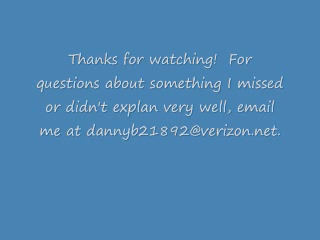 Thanks for watching!  For
questions about something I missed
or didn't explan very well, email
me at dannyb21892@verizon.net.